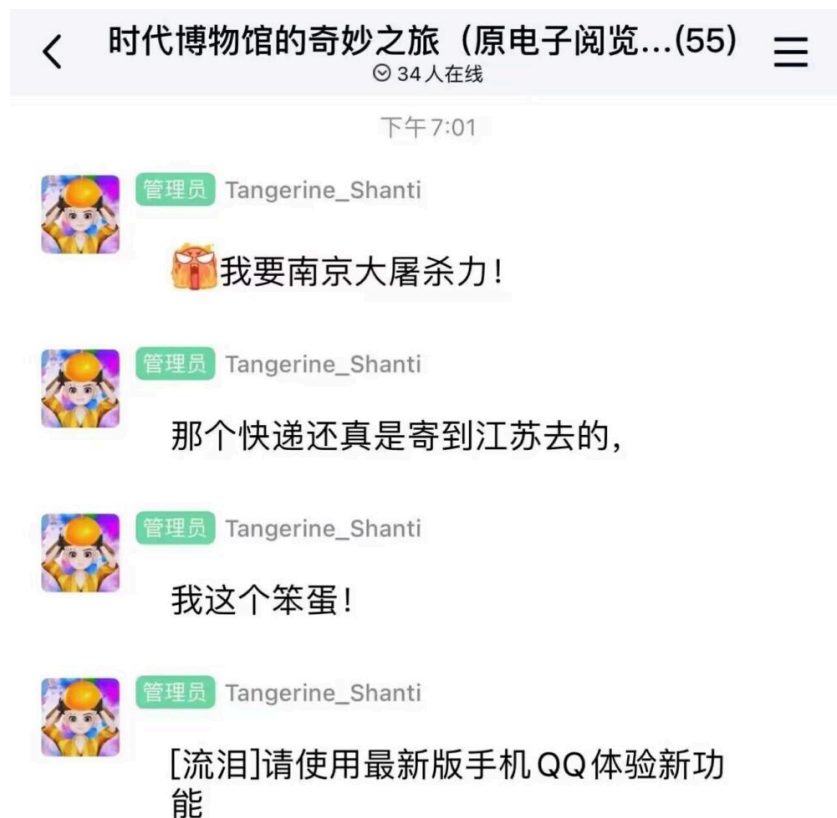 时代博物馆的奇妙之旅（原电子阅览...(55)
34人在线
下午7:01
管理员 Tangerine_Shanti
我要南京大屠杀力！
管理员 Tangerine_Shanti
那个快递还真是寄到江苏去的，
管理员 Tangerine_Shanti
我这个笨蛋！
管理员 Tangerine_Shanti
[流泪]请使用最新版手机QQ体验新功
能